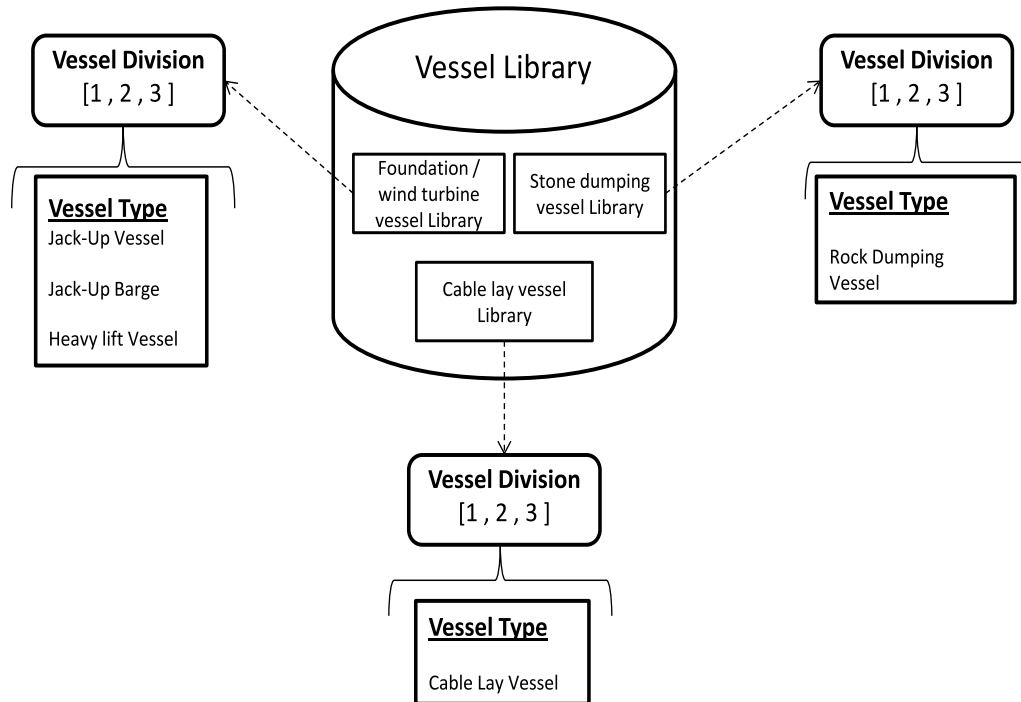 Vessel Library
Foundation /
wind turbine
vessel Library
Stone dumping
vessel Library
Cable lay vessel
Library
Vessel Division
[1 , 2 , 3 ]
Vessel Type
Jack-Up Vessel
Jack-Up Barge
Heavy lift Vessel
Vessel Division
[1 , 2 , 3 ]
Vessel Type
Rock Dumping
Vessel
Vessel Division
[1 , 2 , 3 ]
Vessel Type
Cable Lay Vessel